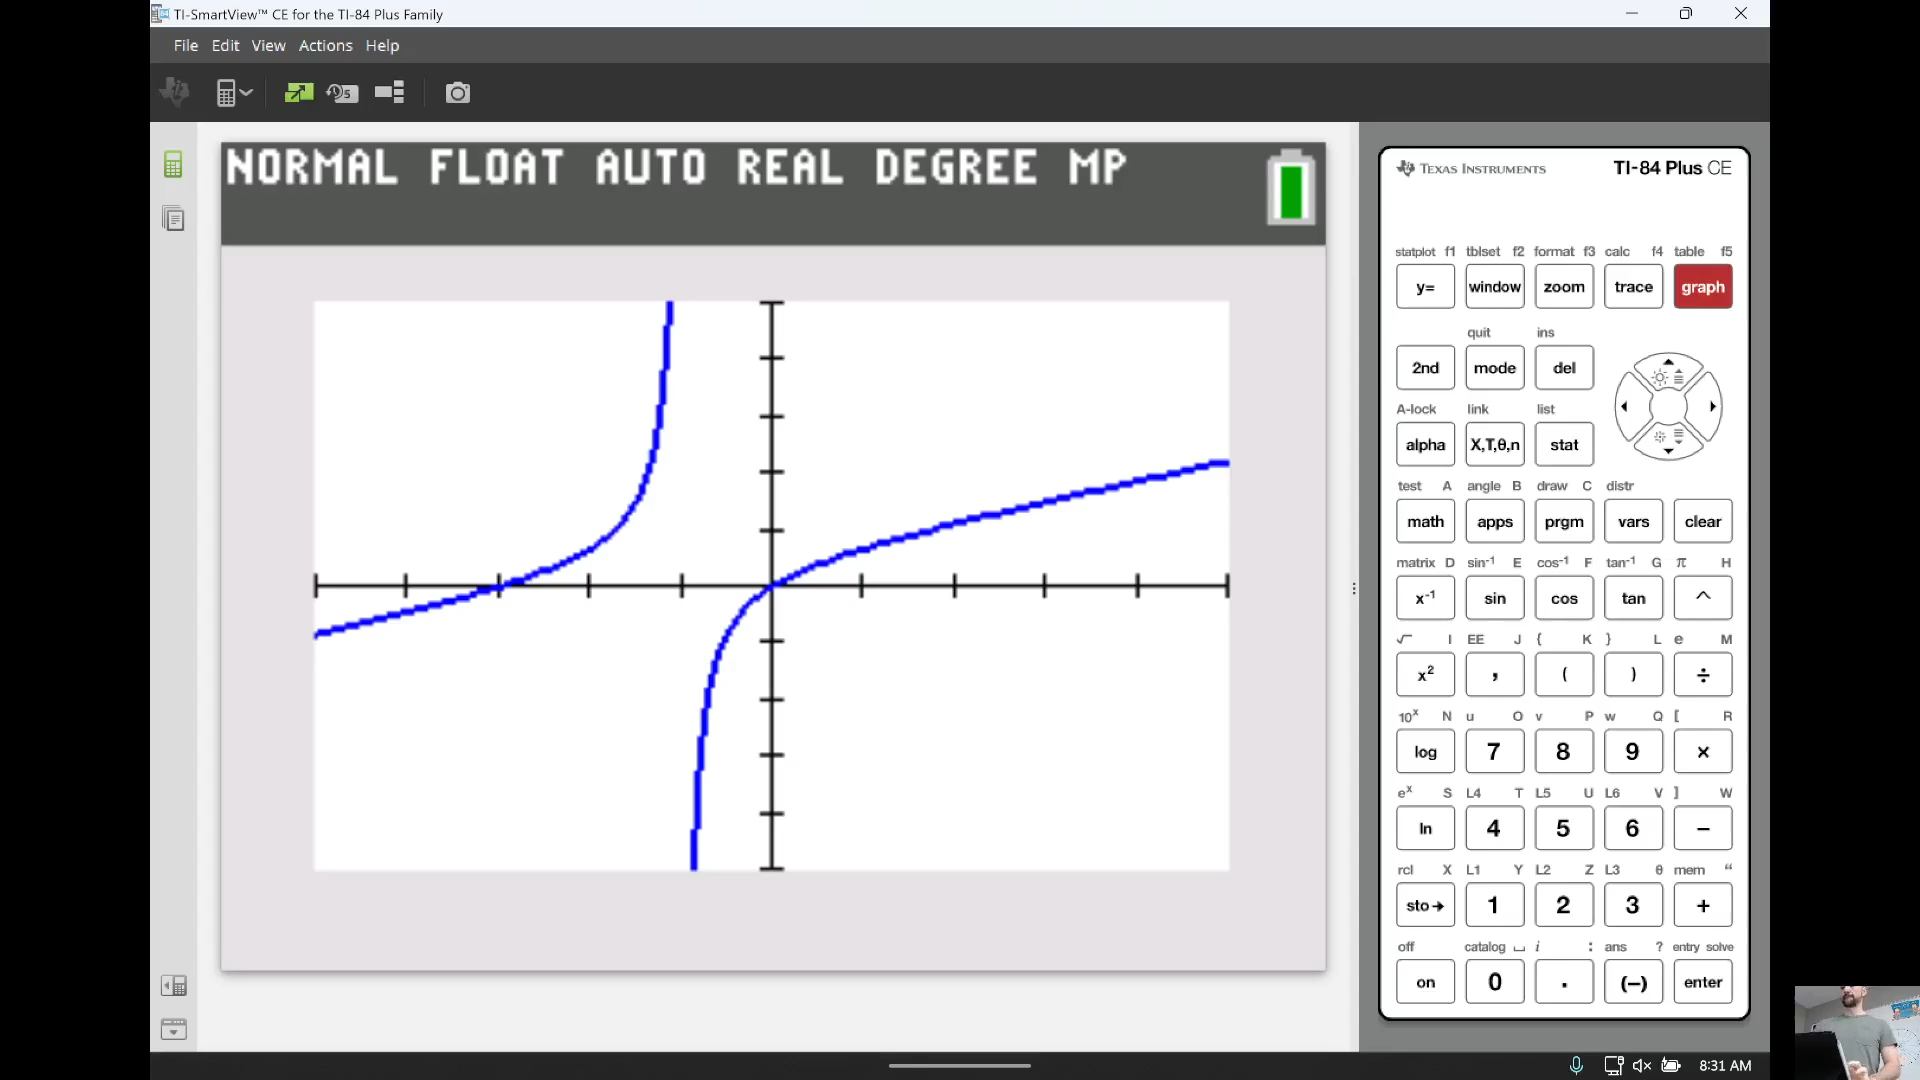 TI-SmartView™ CE for the TI-84 Plus Family
File Edit View Actions Help
NORMAL FLOAT AUTO REAL DEGREE MP
TEXAS INSTRUMENTS TI-84 Plus CE
statplot f1 tblset f2 format f3 calc f4 table f5
y= window zoom trace graph
quit ins
2nd mode del
A-lock link list
alpha X,T,θ,n stat
test A angle B draw C distr
math apps prgm vars clear
matrix D sin-1 E cos-1 F tan-1 G π H
x-1 sin cos tan ^
√ I EE J { K } L e M
x² , ( ) ÷
10x N u O v P w Q [ R
log 7 8 9 ×
ex S L4 T L5 U L6 V ] W
ln 4 5 6 −
rcl X L1 Y L2 Z L3 θ mem “
sto→ 1 2 3 +
off catalog ⎵ i : ans ? entry solve
on 0 . (−) enter
8:31 AM